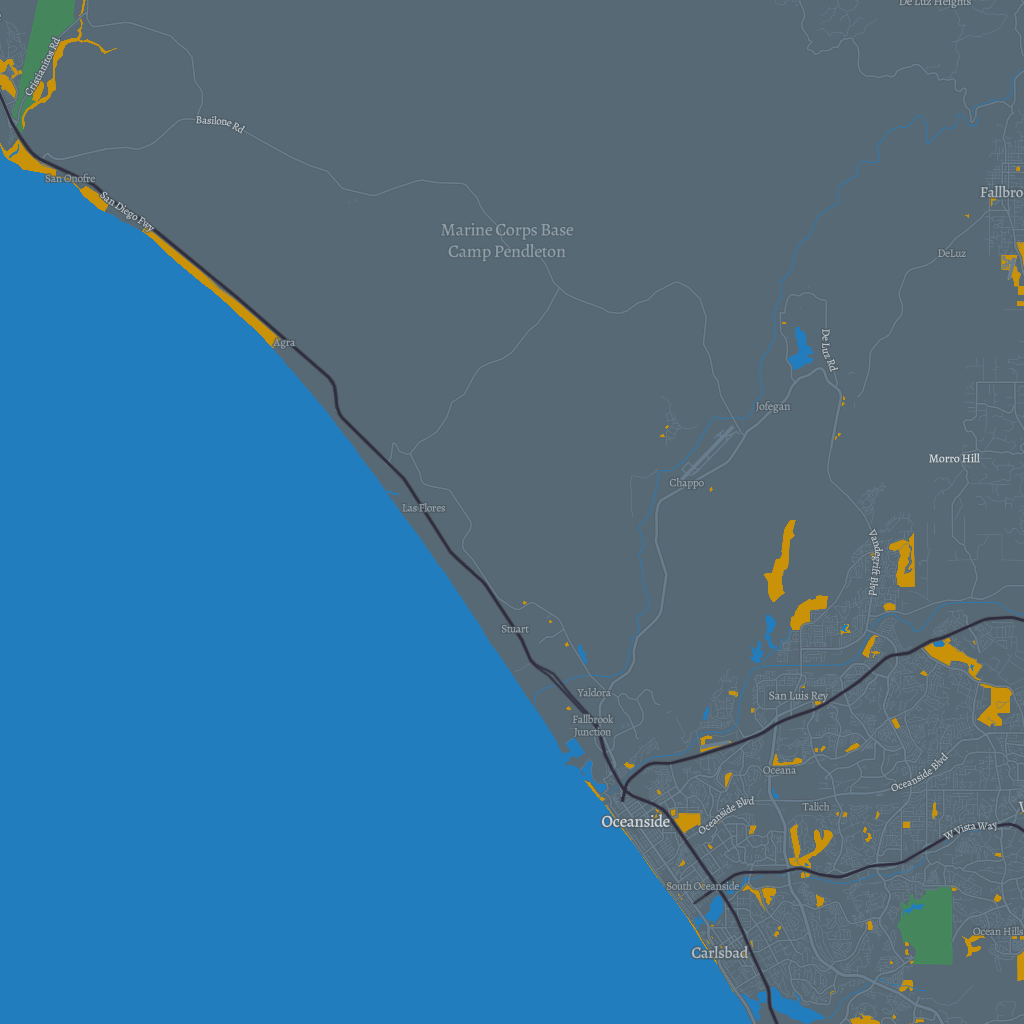 De Luz Heights
Cristianitos Rd
Basilone Rd
San Onofre
Fallbro
San Diego Fwy
Marine Corps Base
Camp Pendleton
DeLuz
Agra
De Luz Rd
Jofegan
Morro Hill
Chappo
Las Flores
Vandegrift Blvd
Stuart
Yaldora
San Luis Rey
Fallbrook
Junction
Oceana
Oceanside Blvd
Talich
Oceanside Blvd
Oceanside
W Vista Way
South Oceanside
Ocean Hills
Carlsbad